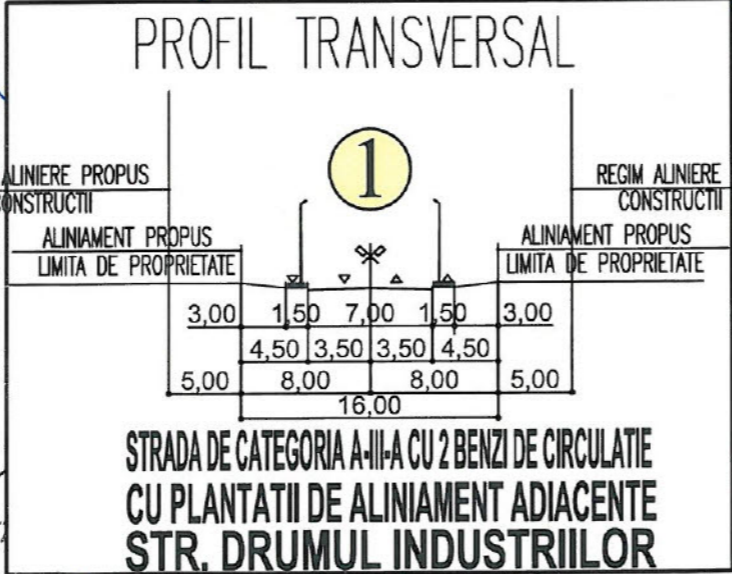 PROFIL TRANSVERSAL
1
ALINIERE PROPUS
CONSTRUCTII
REGIM ALINIERE
CONSTRUCTII
ALINIAMENT PROPUS
LIMITA DE PROPRIETATE
ALINIAMENT PROPUS
LIMITA DE PROPRIETATE
3,00 1,50 7,00 1,50 3,00
4,50 3,50 3,50 4,50
5,00 8,00 8,00 5,00
16,00
STRADA DE CATEGORIA A-III-A CU 2 BENZI DE CIRCULATIE
CU PLANTATII DE ALINIAMENT ADIACENTE
STR. DRUMUL INDUSTRIILOR